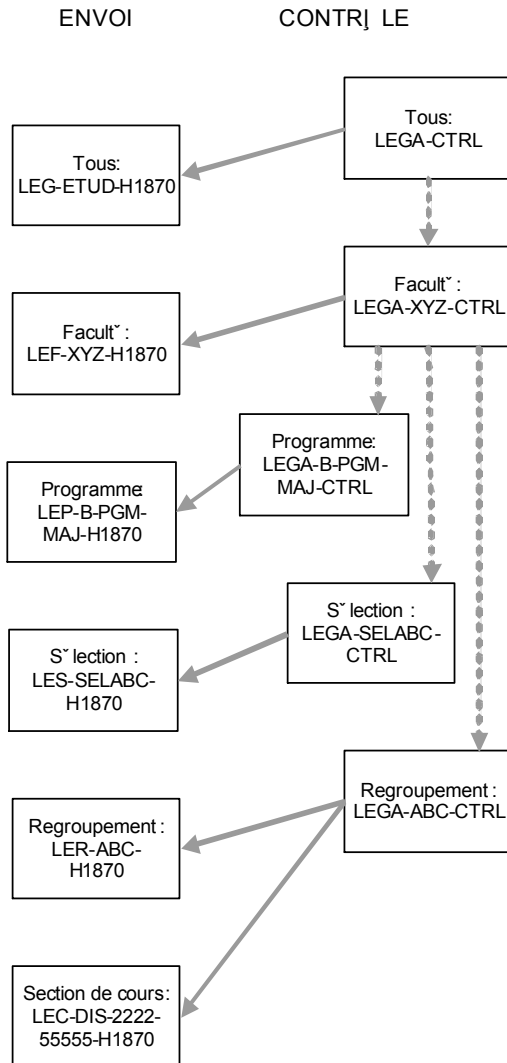 ENVOI
CONTRĮ LE
Tous:
LEGA-CTRL
Tous:
LEG-ETUD-H1870
Facultˇ :
LEGA-XYZ-CTRL
Facultˇ :
LEF-XYZ-H1870
Programme:
LEGA-B-PGM-
MAJ-CTRL
Programme:
LEP-B-PGM-
MAJ-H1870
Sˇ lection :
LEGA-SELABC-
CTRL
Sˇ lection :
LES-SELABC-
H1870
Regroupement :
LEGA-ABC-CTRL
Regroupement :
LER-ABC-
H1870
Section de cours:
LEC-DIS-2222-
55555-H1870